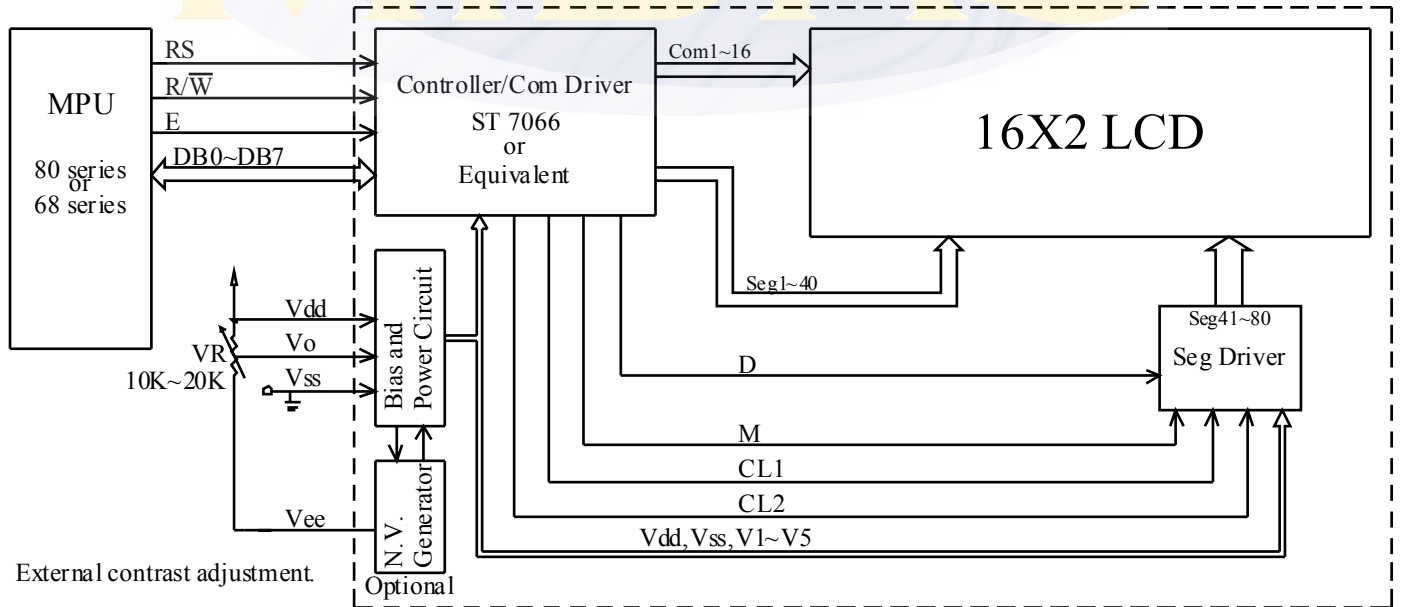 MPU
80 series
or
68 series
RS
R/W̅
E
DB0~DB7
Controller/Com Driver
ST 7066
or
Equivalent
Com1~16
16X2 LCD
Seg1~40
Seg41~80
Seg Driver
D
M
CL1
CL2
Vdd,Vss,V1~V5
Vdd
Vo
Vss
VR
10K~20K
Bias and
Power Circuit
N.V.
Generator
Vee
Optional
External contrast adjustment.